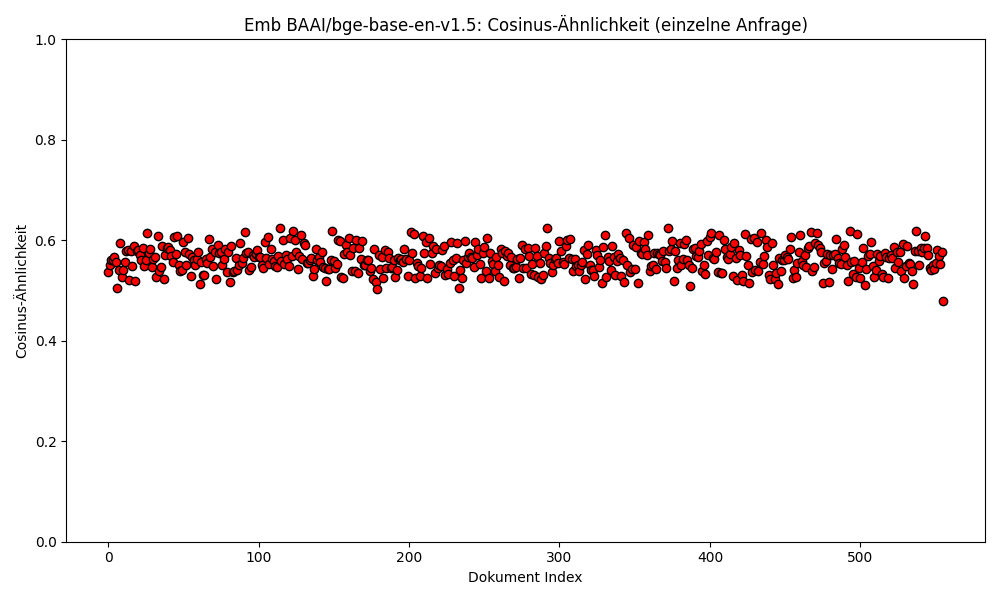 Emb BAAI/bge-base-en-v1.5: Cosinus-Ähnlichkeit (einzelne Anfrage)
1.0
0.8
0.6
0.4
0.2
0.0
Cosinus-Ähnlichkeit
0 100 200 300 400 500
Dokument Index